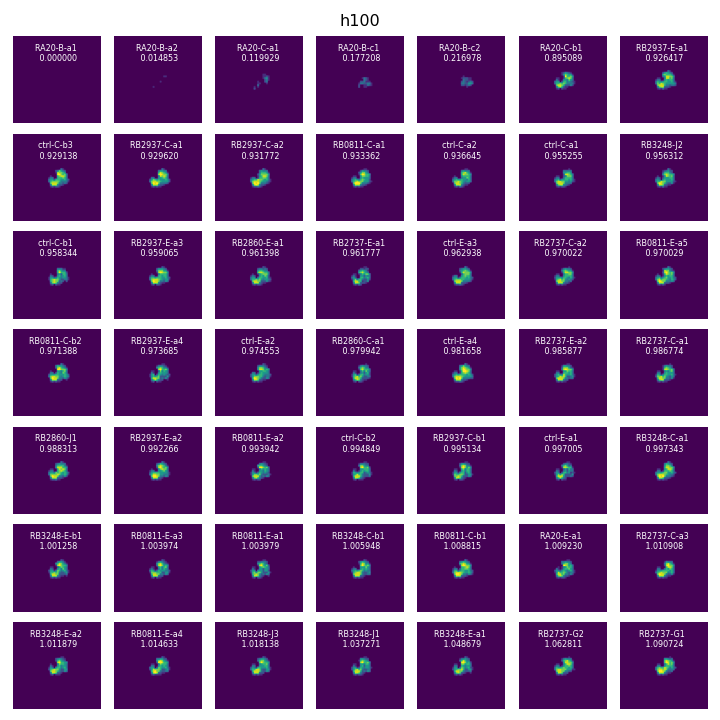 h100
RA20-B-a1
0.000000
RA20-B-a2
0.014853
RA20-C-a1
0.119929
RA20-B-c1
0.177208
RA20-B-c2
0.216978
RA20-C-b1
0.895089
RB2937-E-a1
0.926417
ctrl-C-b3
0.929138
RB2937-C-a1
0.929620
RB2937-C-a2
0.931772
RB0811-C-a1
0.933362
ctrl-C-a2
0.936645
ctrl-C-a1
0.955255
RB3248-J2
0.956312
ctrl-C-b1
0.958344
RB2937-E-a3
0.959065
RB2860-E-a1
0.961398
RB2737-E-a1
0.961777
ctrl-E-a3
0.962938
RB2737-C-a2
0.970022
RB0811-E-a5
0.970029
RB0811-C-b2
0.971388
RB2937-E-a4
0.973685
ctrl-E-a2
0.974553
RB2860-C-a1
0.979942
ctrl-E-a4
0.981658
RB2737-E-a2
0.985877
RB2737-C-a1
0.986774
RB2860-J1
0.988313
RB2937-E-a2
0.992266
RB0811-E-a2
0.993942
ctrl-C-b2
0.994849
RB2937-C-b1
0.995134
ctrl-E-a1
0.997005
RB3248-C-a1
0.997343
RB3248-E-b1
1.001258
RB0811-E-a3
1.003974
RB0811-E-a1
1.003979
RB3248-C-b1
1.005948
RB0811-C-b1
1.008815
RA20-E-a1
1.009230
RB2737-C-a3
1.010908
RB3248-E-a2
1.011879
RB0811-E-a4
1.014633
RB3248-J3
1.018138
RB3248-J1
1.037271
RB3248-E-a1
1.048679
RB2737-G2
1.062811
RB2737-G1
1.090724